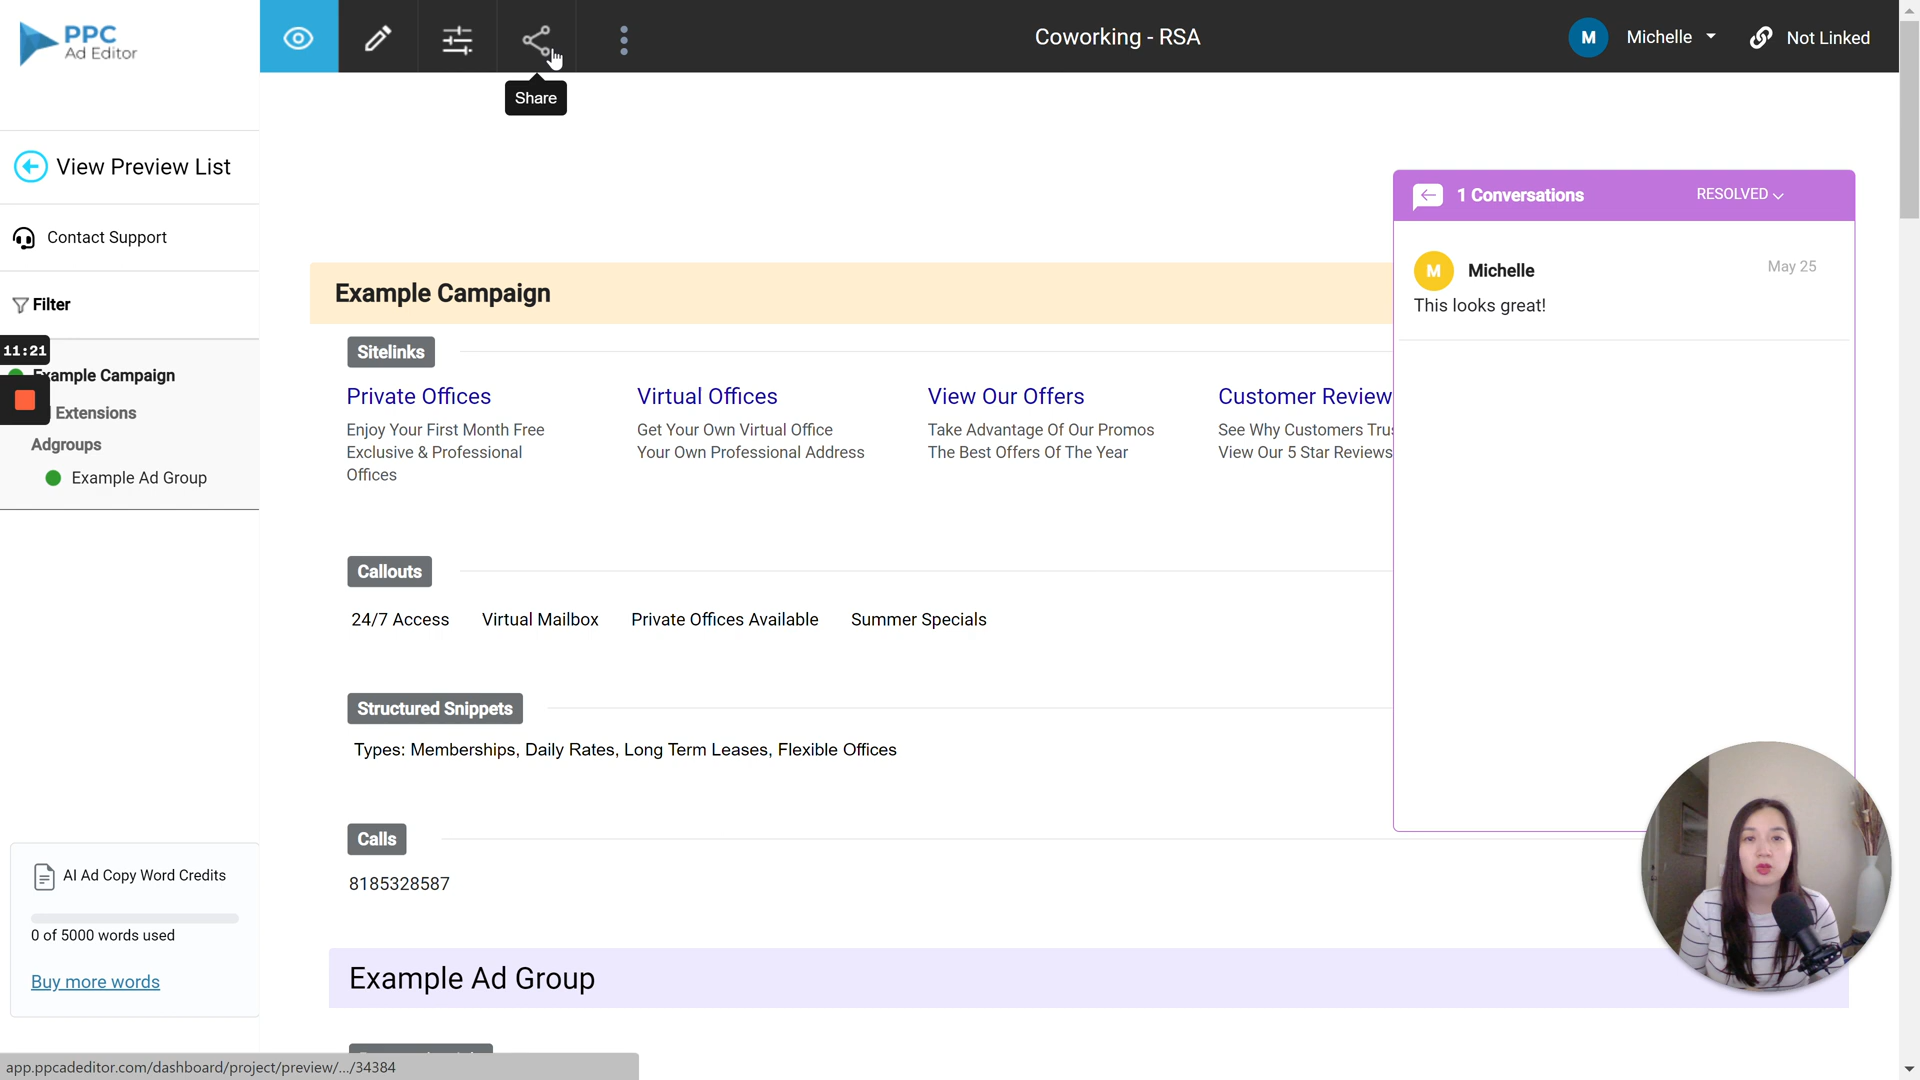 PPC
Ad Editor
Coworking - RSA
M
Michelle
Not Linked
Share
View Preview List
Contact Support
Filter
11:21
Example Campaign
Extensions
Adgroups
Example Ad Group
AI Ad Copy Word Credits
0 of 5000 words used
Buy more words
Example Campaign
Sitelinks
Private Offices
Enjoy Your First Month Free
Exclusive & Professional
Offices
Virtual Offices
Get Your Own Virtual Office
Your Own Professional Address
View Our Offers
Take Advantage Of Our Promos
The Best Offers Of The Year
Customer Review
See Why Customers Tru
View Our 5 Star Reviews
Callouts
24/7 Access Virtual Mailbox Private Offices Available Summer Specials
Structured Snippets
Types: Memberships, Daily Rates, Long Term Leases, Flexible Offices
Calls
8185328587
Example Ad Group
1 Conversations
RESOLVED
M
Michelle
May 25
This looks great!
app.ppcadeditor.com/dashboard/project/preview/.../34384